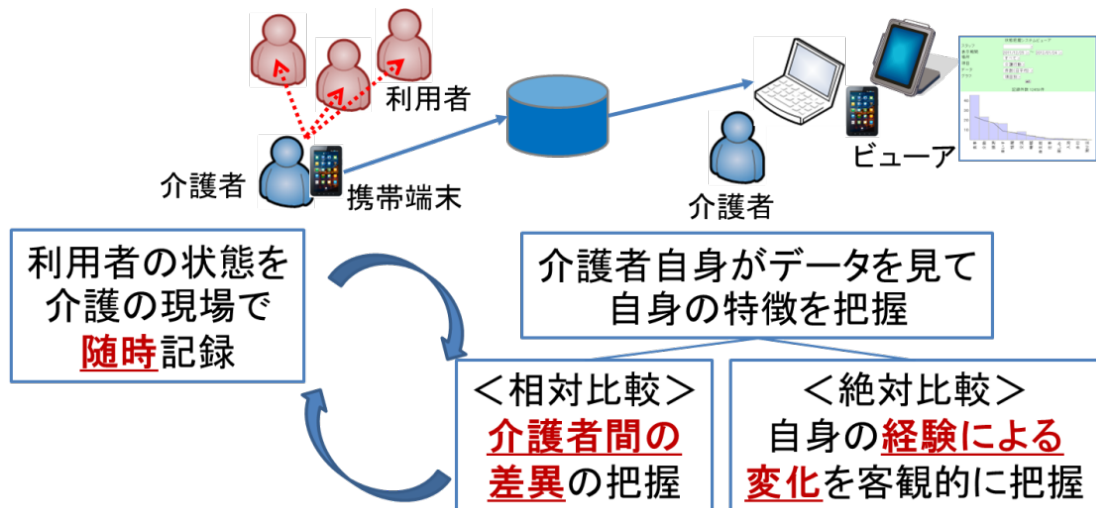 利用者
介護者
携帯端末
介護者
ビューア
利用者の状態を
介護の現場で
随時記録
介護者自身がデータを見て
自身の特徴を把握
＜相対比較＞
介護者間の
差異の把握
＜絶対比較＞
自身の経験による
変化を客観的に把握